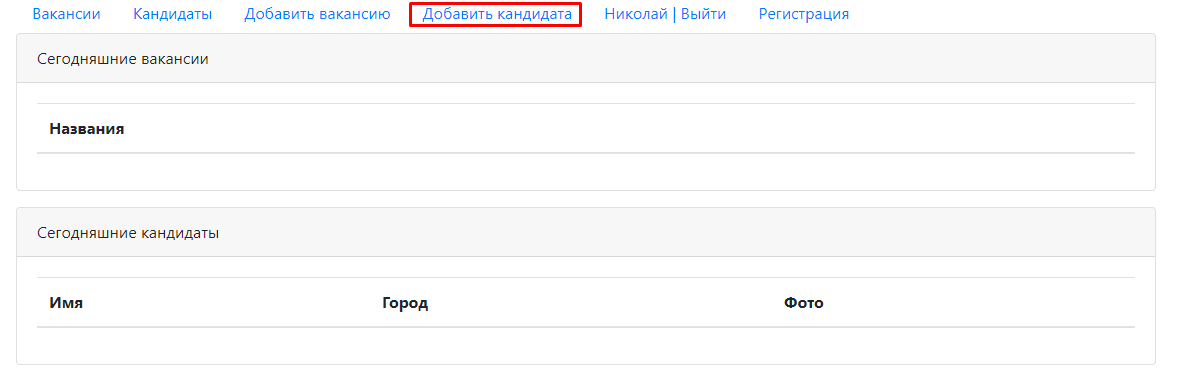 Вакансии Кандидаты Добавить вакансию Добавить кандидата Николай | Выйти Регистрация
Сегодняшние вакансии
Названия
Сегодняшние кандидаты
Имя Город Фото